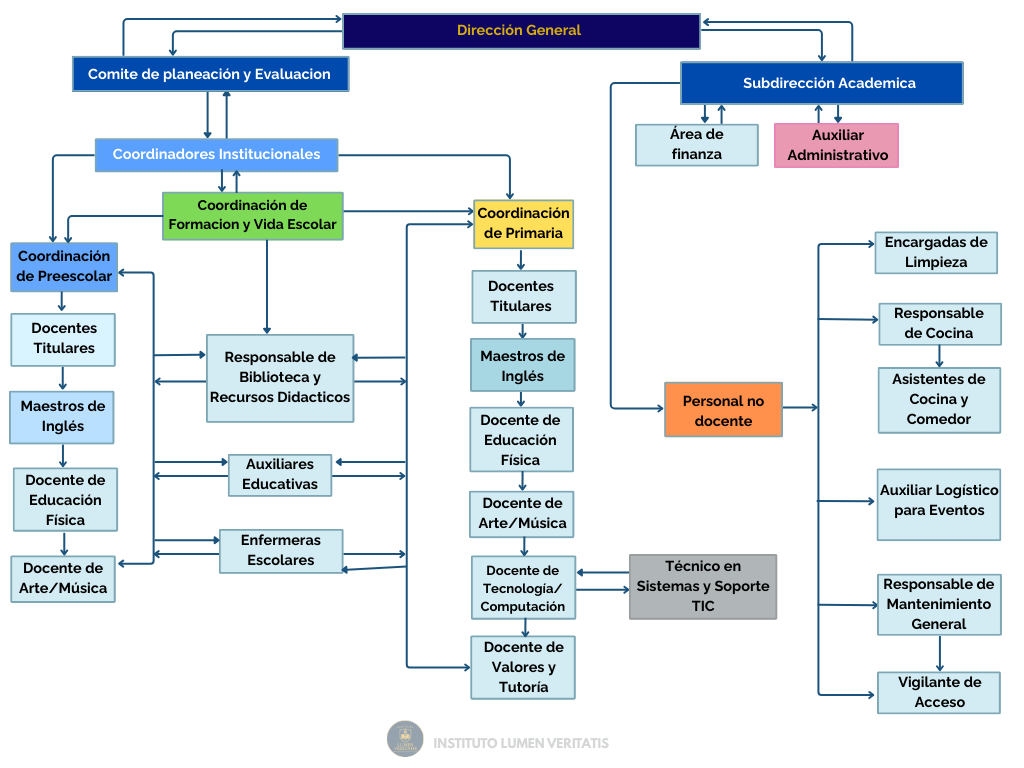 Dirección General
Comite de planeación y Evaluacion
Subdirección Academica
Área de
finanza
Auxiliar
Administrativo
Coordinadores Institucionales
Coordinación de
Formacion y Vida Escolar
Coordinación
de Primaria
Coordinación
de Preescolar
Docentes
Titulares
Maestros de
Inglés
Docente de
Educación
Física
Docente de
Arte/Música
Responsable de
Biblioteca y
Recursos Didacticos
Auxiliares
Educativas
Enfermeras
Escolares
Docentes
Titulares
Maestros de
Inglés
Docente de
Educación
Física
Docente de
Arte/Música
Docente de
Tecnología/
Computación
Docente de
Valores y
Tutoría
Técnico en
Sistemas y Soporte
TIC
Personal no
docente
Encargadas de
Limpieza
Responsable
de Cocina
Asistentes de
Cocina y
Comedor
Auxiliar Logístico
para Eventos
Responsable de
Mantenimiento
General
Vigilante de
Acceso
INSTITUTO LUMEN VERITATIS